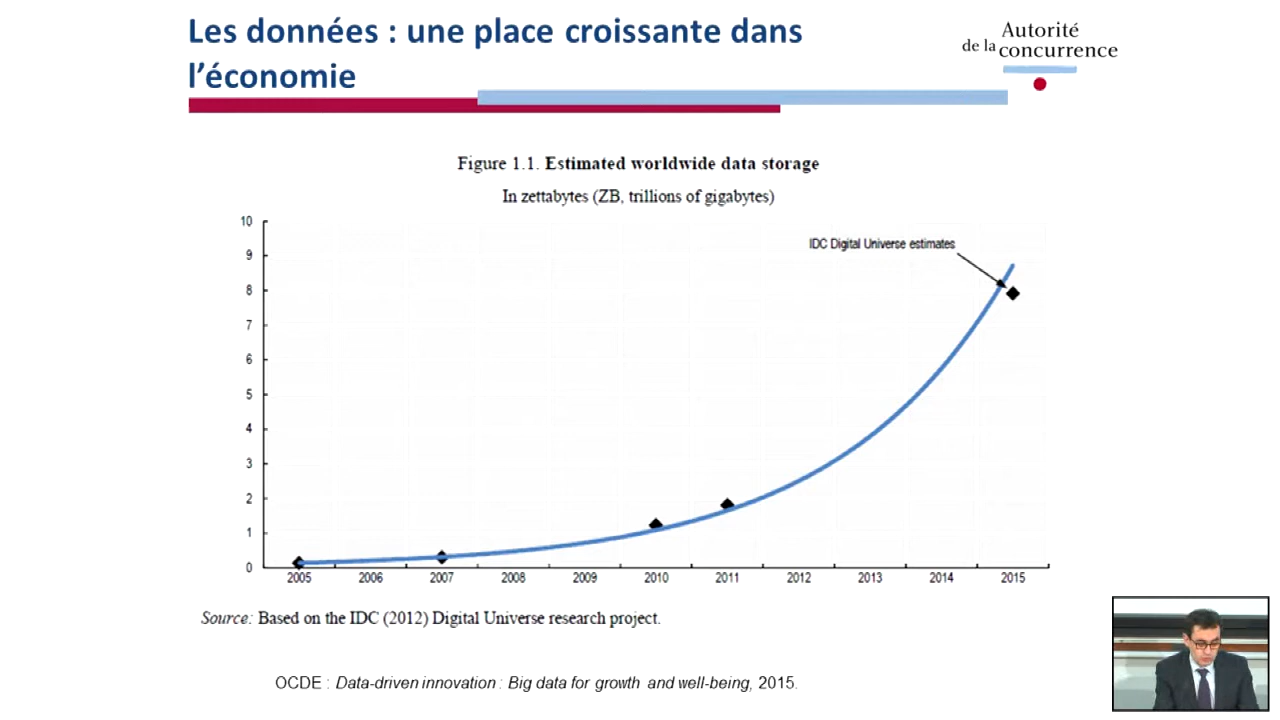 Les données : une place croissante dans
l’économie
Autorité
de la concurrence
Figure 1.1. Estimated worldwide data storage
In zettabytes (ZB, trillions of gigabytes)
10
9
8
7
6
5
4
3
2
1
0
IDC Digital Universe estimates
2005 2006 2007 2008 2009 2010 2011 2012 2013 2014 2015
Source: Based on the IDC (2012) Digital Universe research project.
OCDE : Data-driven innovation : Big data for growth and well-being, 2015.